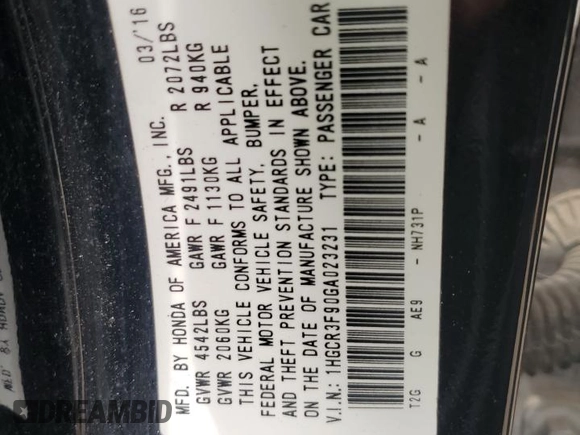 MFD. BY HONDA OF AMERICA MFG., INC. 03/'16
GVWR 4542LBS GAWR F 2491LBS R 2072LBS
GVWR 2060KG GAWR F 1130KG R 940KG
THIS VEHICLE CONFORMS TO ALL APPLICABLE
FEDERAL MOTOR VEHICLE SAFETY, BUMPER,
AND THEFT PREVENTION STANDARDS IN EFFECT
ON THE DATE OF MANUFACTURE SHOWN ABOVE.
V.I.N.: 1HGCR3F90GA023231 TYPE: PASSENGER CAR
T2G G AE9 - NH731P - A - A
DREAMBID